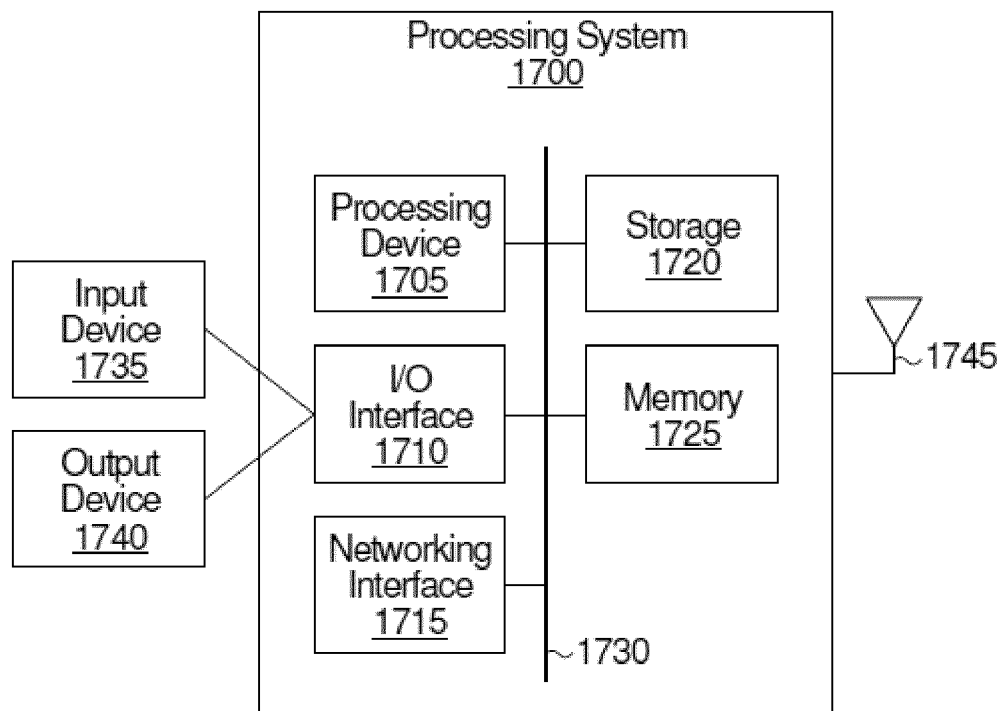 Processing System
1700
Processing
Device
1705
Storage
1720
Input
Device
1735
I/O
Interface
1710
Memory
1725
1745
Output
Device
1740
Networking
Interface
1715
1730